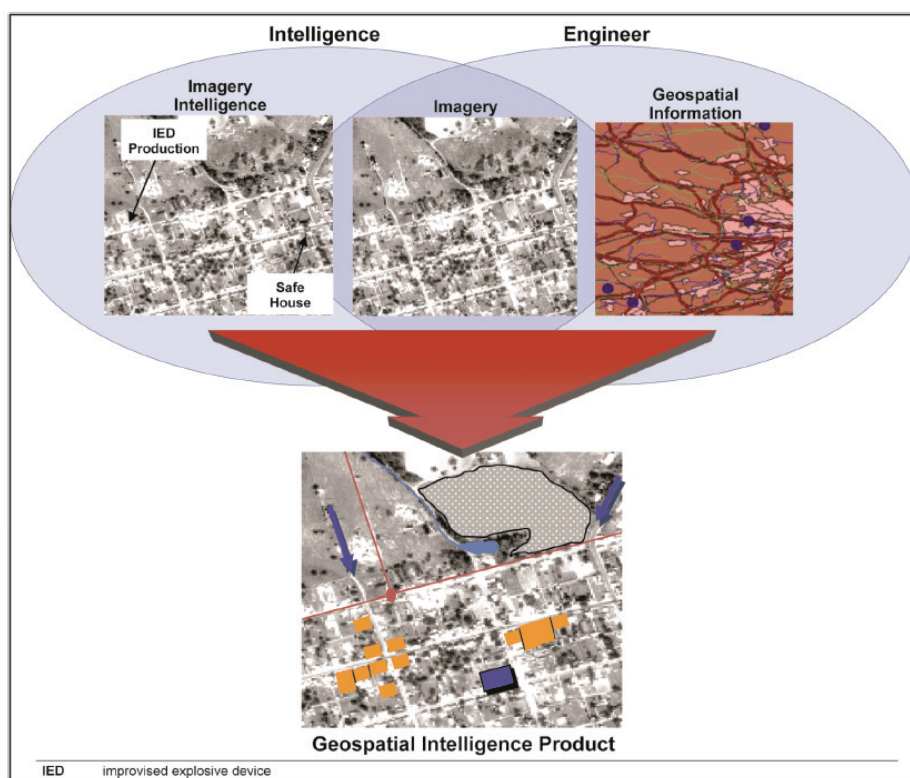 Intelligence
Engineer
Imagery
Intelligence
Imagery
Geospatial
Information
IED
Production
Safe
House
Geospatial Intelligence Product
IED improvised explosive device